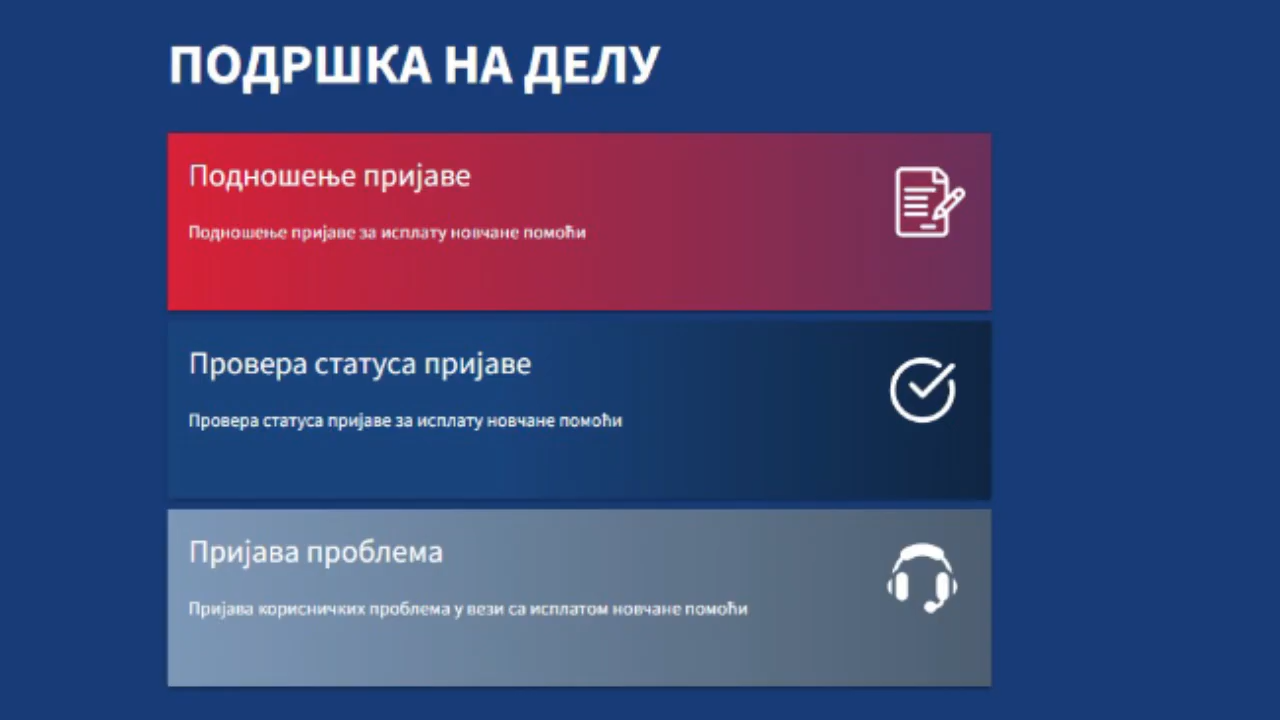 ПОДРШКА НА ДЕЛУ
Подношење пријаве
Подношење пријаве за исплату новчане помоћи
Провера статуса пријаве
Провера статуса пријаве за исплату новчане помоћи
Пријава проблема
Пријава корисничких проблема у вези са исплатом новчане помоћи